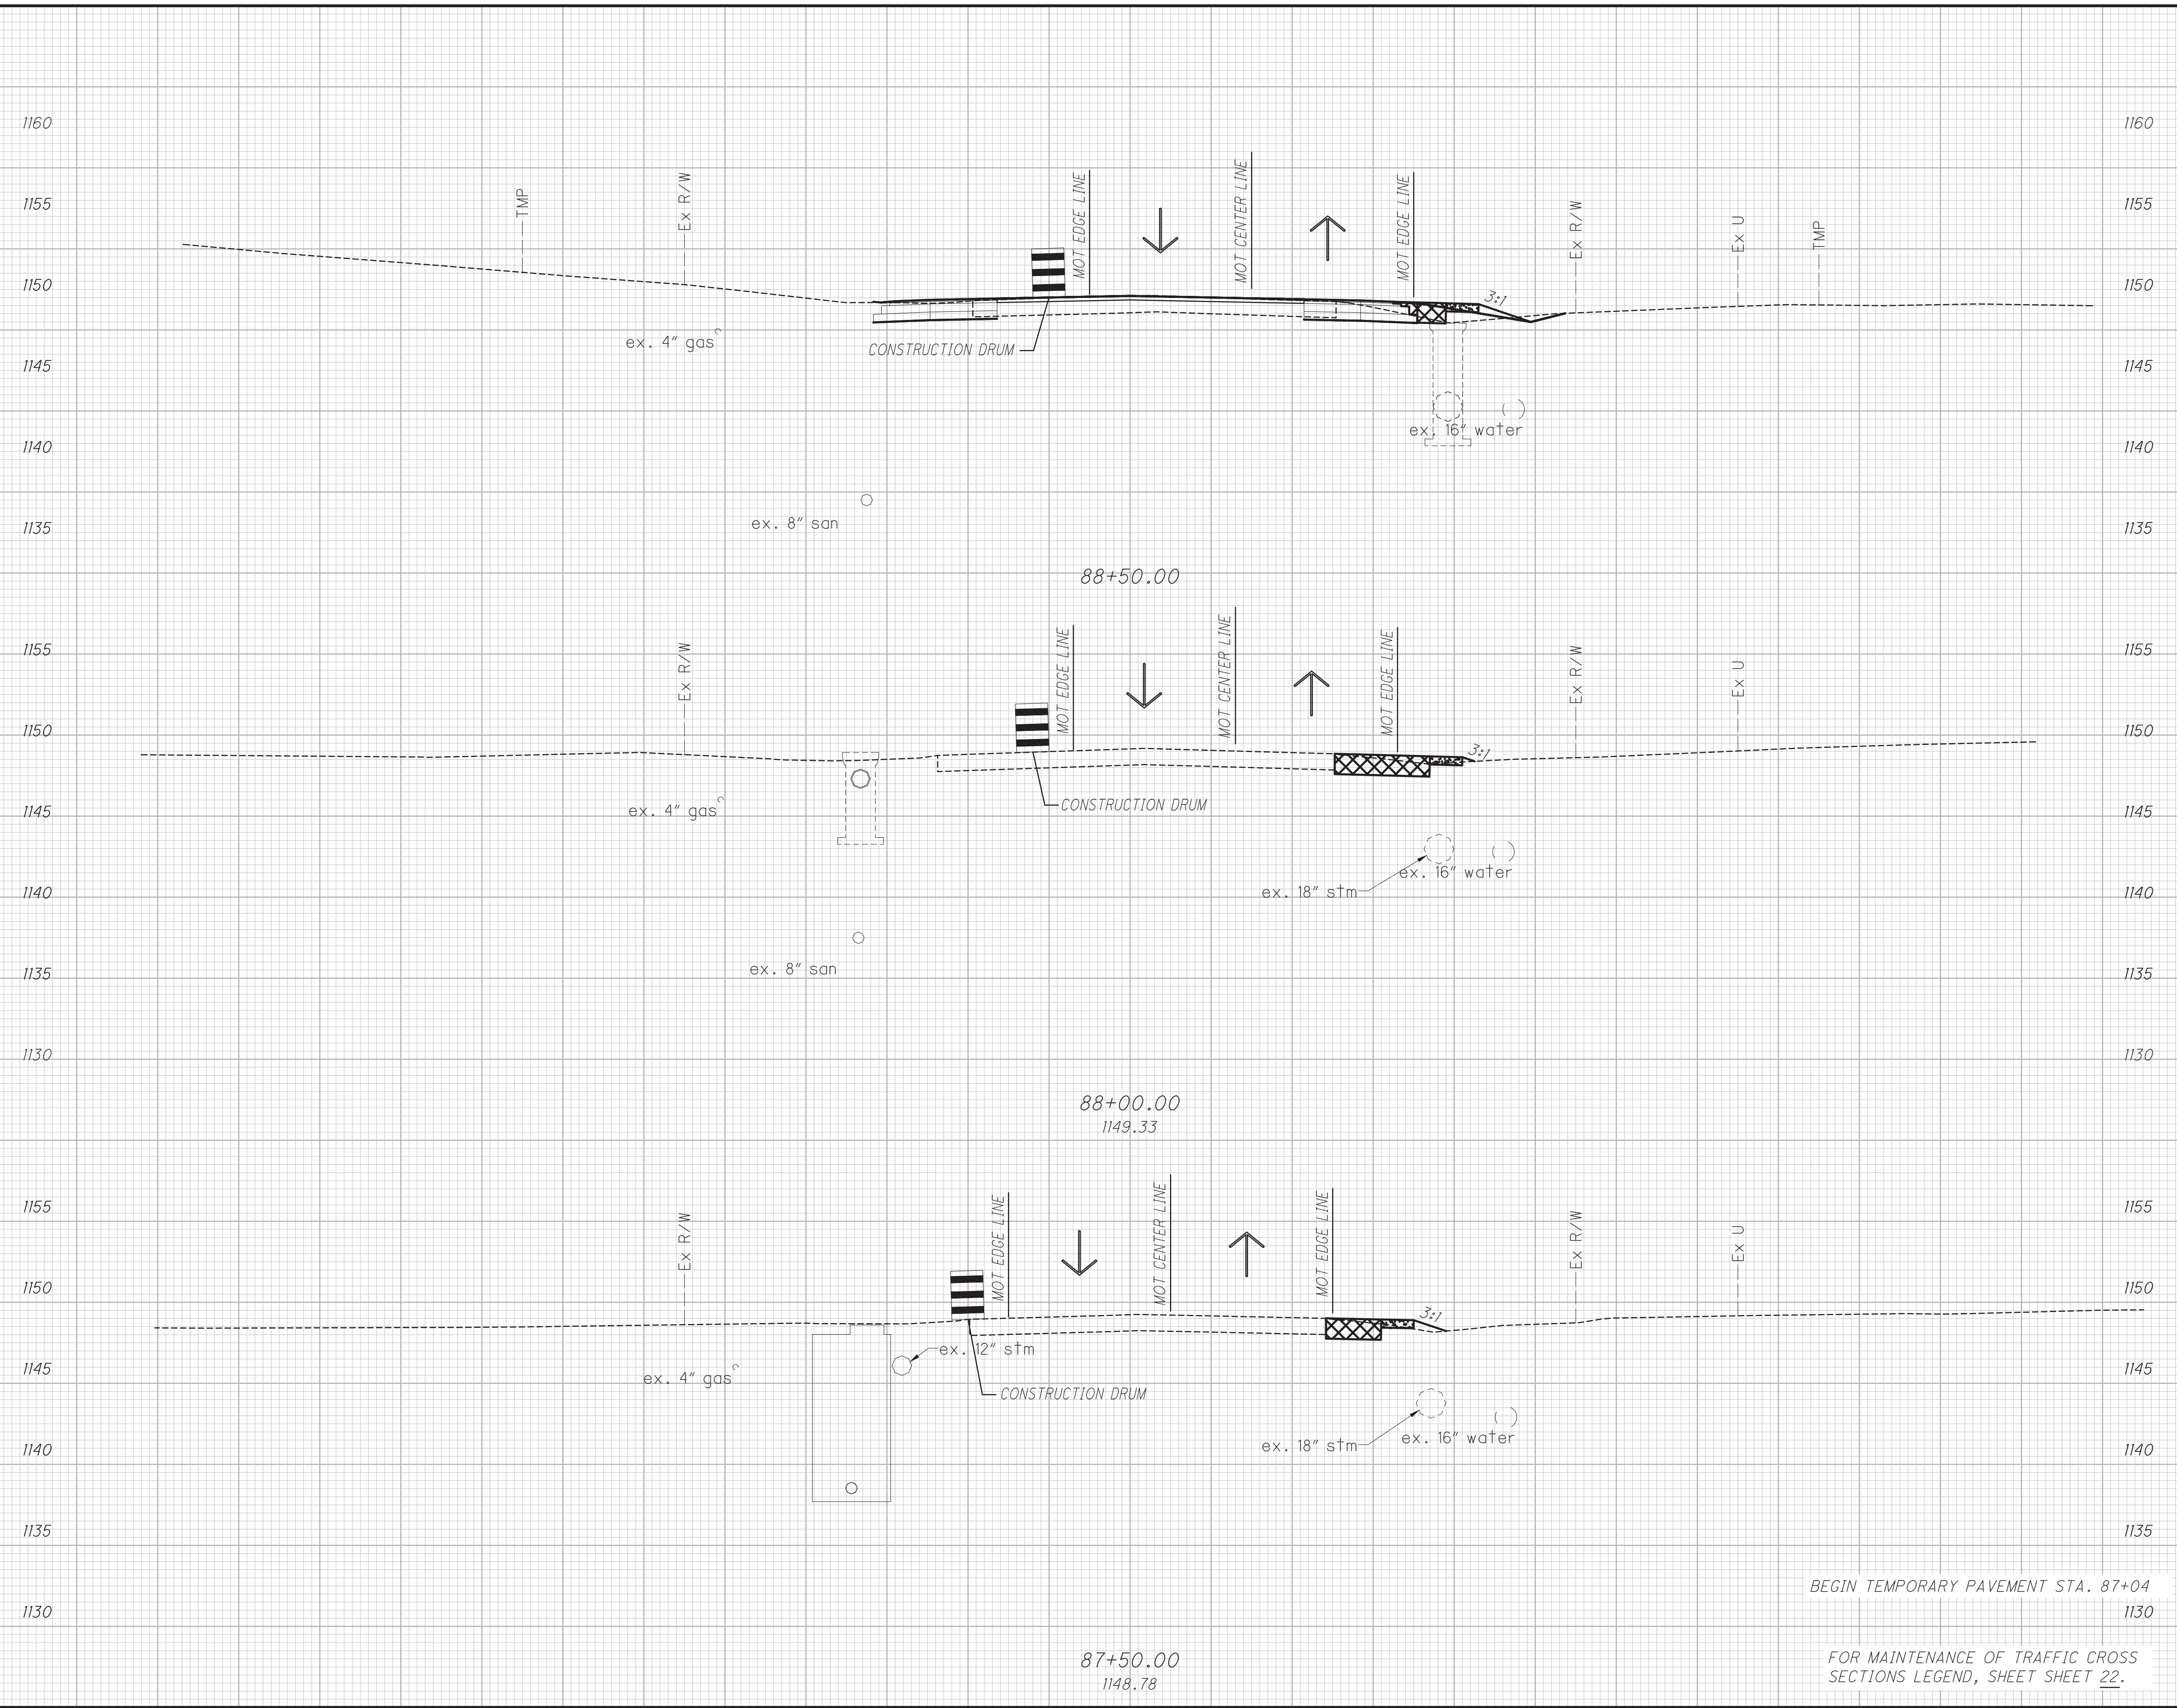 1160
1160
1155
TMP
Ex R/W
MOT EDGE LINE
MOT CENTER LINE
MOT EDGE LINE
Ex R/W
Ex U
TMP
1155
1150
1150
3:1
ex. 4" gas
CONSTRUCTION DRUM
1145
1145
ex. 16" water
1140
1140
ex. 8" san
1135
1135
88+50.00
1155
Ex R/W
MOT EDGE LINE
MOT CENTER LINE
MOT EDGE LINE
Ex R/W
Ex U
1155
1150
1150
3:1
ex. 4" gas
CONSTRUCTION DRUM
1145
1145
ex. 16" water
ex. 18" stm
1140
1140
ex. 8" san
1135
1135
1130
1130
88+00.00
1149.33
1155
Ex R/W
MOT EDGE LINE
MOT CENTER LINE
MOT EDGE LINE
Ex R/W
Ex U
1155
1150
1150
3:1
ex. 12" stm
ex. 4" gas
CONSTRUCTION DRUM
1145
1145
ex. 16" water
ex. 18" stm
1140
1140
1135
1135
BEGIN TEMPORARY PAVEMENT STA. 87+04
1130
1130
87+50.00
1148.78
FOR MAINTENANCE OF TRAFFIC CROSS
SECTIONS LEGEND, SHEET SHEET 22.